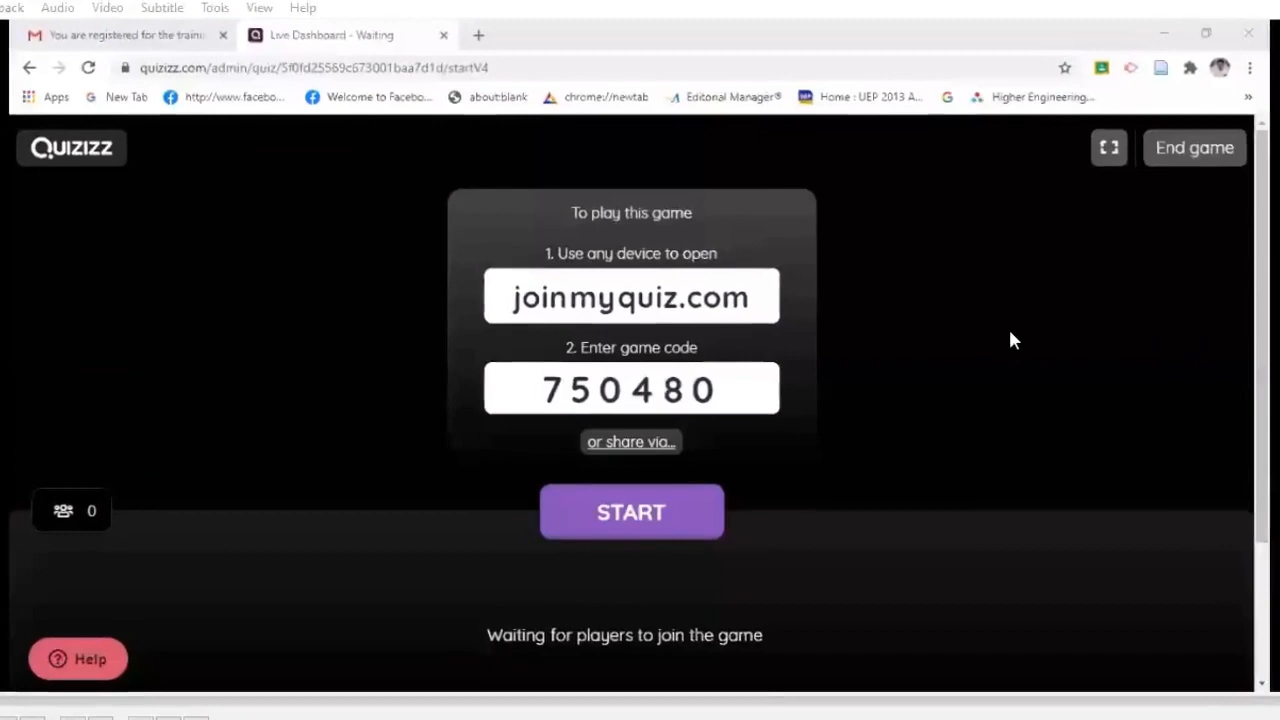 Audio Video Subtitle Tools View Help
You are registered for the traini
Live Dashboard - Waiting
quizizz.com/admin/quiz/5f0fd25569c673001baa7d1d/startV4
Apps New Tab http://www.facebo... Welcome to Facebo... about:blank chrome://newtab Editorial Manager® Home : UEP 2013 A... Higher Engineering... »
Quizizz
End game
To play this game
1. Use any device to open
joinmyquiz.com
2. Enter game code
750480
or share via...
0
START
Waiting for players to join the game
Help